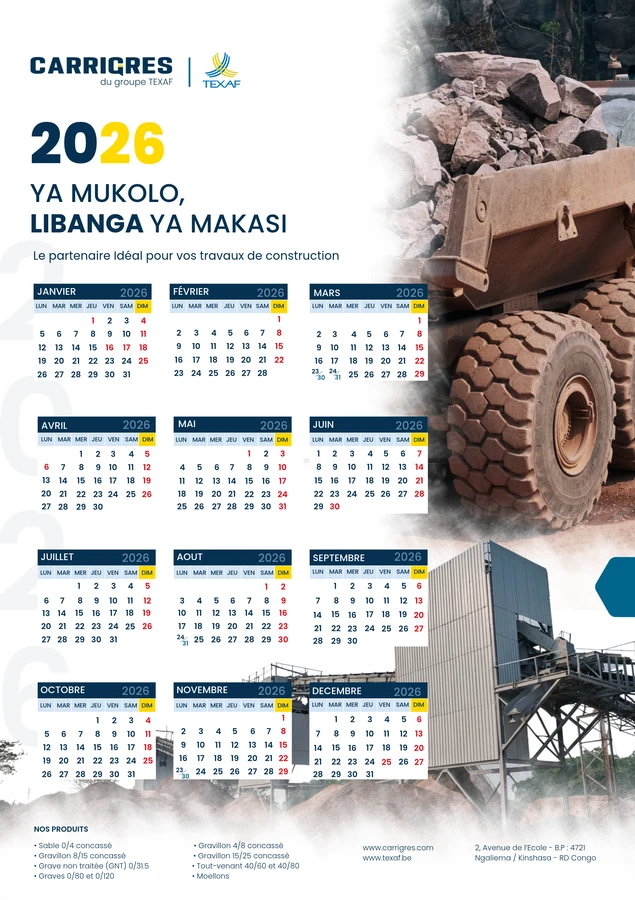 CARRIGRES
du groupe TEXAF
TEXAF
2026
YA MUKOLO,
LIBANGA YA MAKASI
Le partenaire Idéal pour vos travaux de construction
JANVIER 2026
LUN MAR MER JEU VEN SAM DIM
1 2 3 4
5 6 7 8 9 10 11
12 13 14 15 16 17 18
19 20 21 22 23 24 25
26 27 28 29 30 31
FÉVRIER 2026
LUN MAR MER JEU VEN SAM DIM
1
2 3 4 5 6 7 8
9 10 11 12 13 14 15
16 17 18 19 20 21 22
23 24 25 26 27 28
MARS 2026
LUN MAR MER JEU VEN SAM DIM
1
2 3 4 5 6 7 8
9 10 11 12 13 14 15
16 17 18 19 20 21 22
23/30 24/31 25 26 27 28 29
AVRIL 2026
LUN MAR MER JEU VEN SAM DIM
1 2 3 4 5
6 7 8 9 10 11 12
13 14 15 16 17 18 19
20 21 22 23 24 25 26
27 28 29 30
MAI 2026
LUN MAR MER JEU VEN SAM DIM
1 2 3
4 5 6 7 8 9 10
11 12 13 14 15 16 17
18 19 20 21 22 23 24
25 26 27 28 29 30 31
JUIN 2026
LUN MAR MER JEU VEN SAM DIM
1 2 3 4 5 6 7
8 9 10 11 12 13 14
15 16 17 18 19 20 21
22 23 24 25 26 27 28
29 30
JUILLET 2026
LUN MAR MER JEU VEN SAM DIM
1 2 3 4 5
6 7 8 9 10 11 12
13 14 15 16 17 18 19
20 21 22 23 24 25 26
27 28 29 30 31
AOUT 2026
LUN MAR MER JEU VEN SAM DIM
1 2
3 4 5 6 7 8 9
10 11 12 13 14 15 16
17 18 19 20 21 22 23
24/31 25 26 27 28 29 30
SEPTEMBRE 2026
LUN MAR MER JEU VEN SAM DIM
1 2 3 4 5 6
7 8 9 10 11 12 13
14 15 16 17 18 19 20
21 22 23 24 25 26 27
28 29 30
OCTOBRE 2026
LUN MAR MER JEU VEN SAM DIM
1 2 3 4
5 6 7 8 9 10 11
12 13 14 15 16 17 18
19 20 21 22 23 24 25
26 27 28 29 30 31
NOVEMBRE 2026
LUN MAR MER JEU VEN SAM DIM
1
2 3 4 5 6 7 8
9 10 11 12 13 14 15
16 17 18 19 20 21 22
23/30 24 25 26 27 28 29
DECEMBRE 2026
LUN MAR MER JEU VEN SAM DIM
1 2 3 4 5 6
7 8 9 10 11 12 13
14 15 16 17 18 19 20
21 22 23 24 25 26 27
28 29 30 31
NOS PRODUITS
• Sable 0/4 concassé
• Gravillon 8/15 concassé
• Grave non traitée (GNT) 0/31.5
• Graves 0/80 et 0/120
• Gravillon 4/8 concassé
• Gravillon 15/25 concassé
• Tout-venant 40/60 et 40/80
• Moellons
www.carrigres.com
www.texaf.be
2, Avenue de l'Ecole - B.P : 4721
Ngaliema / Kinshasa - RD Congo